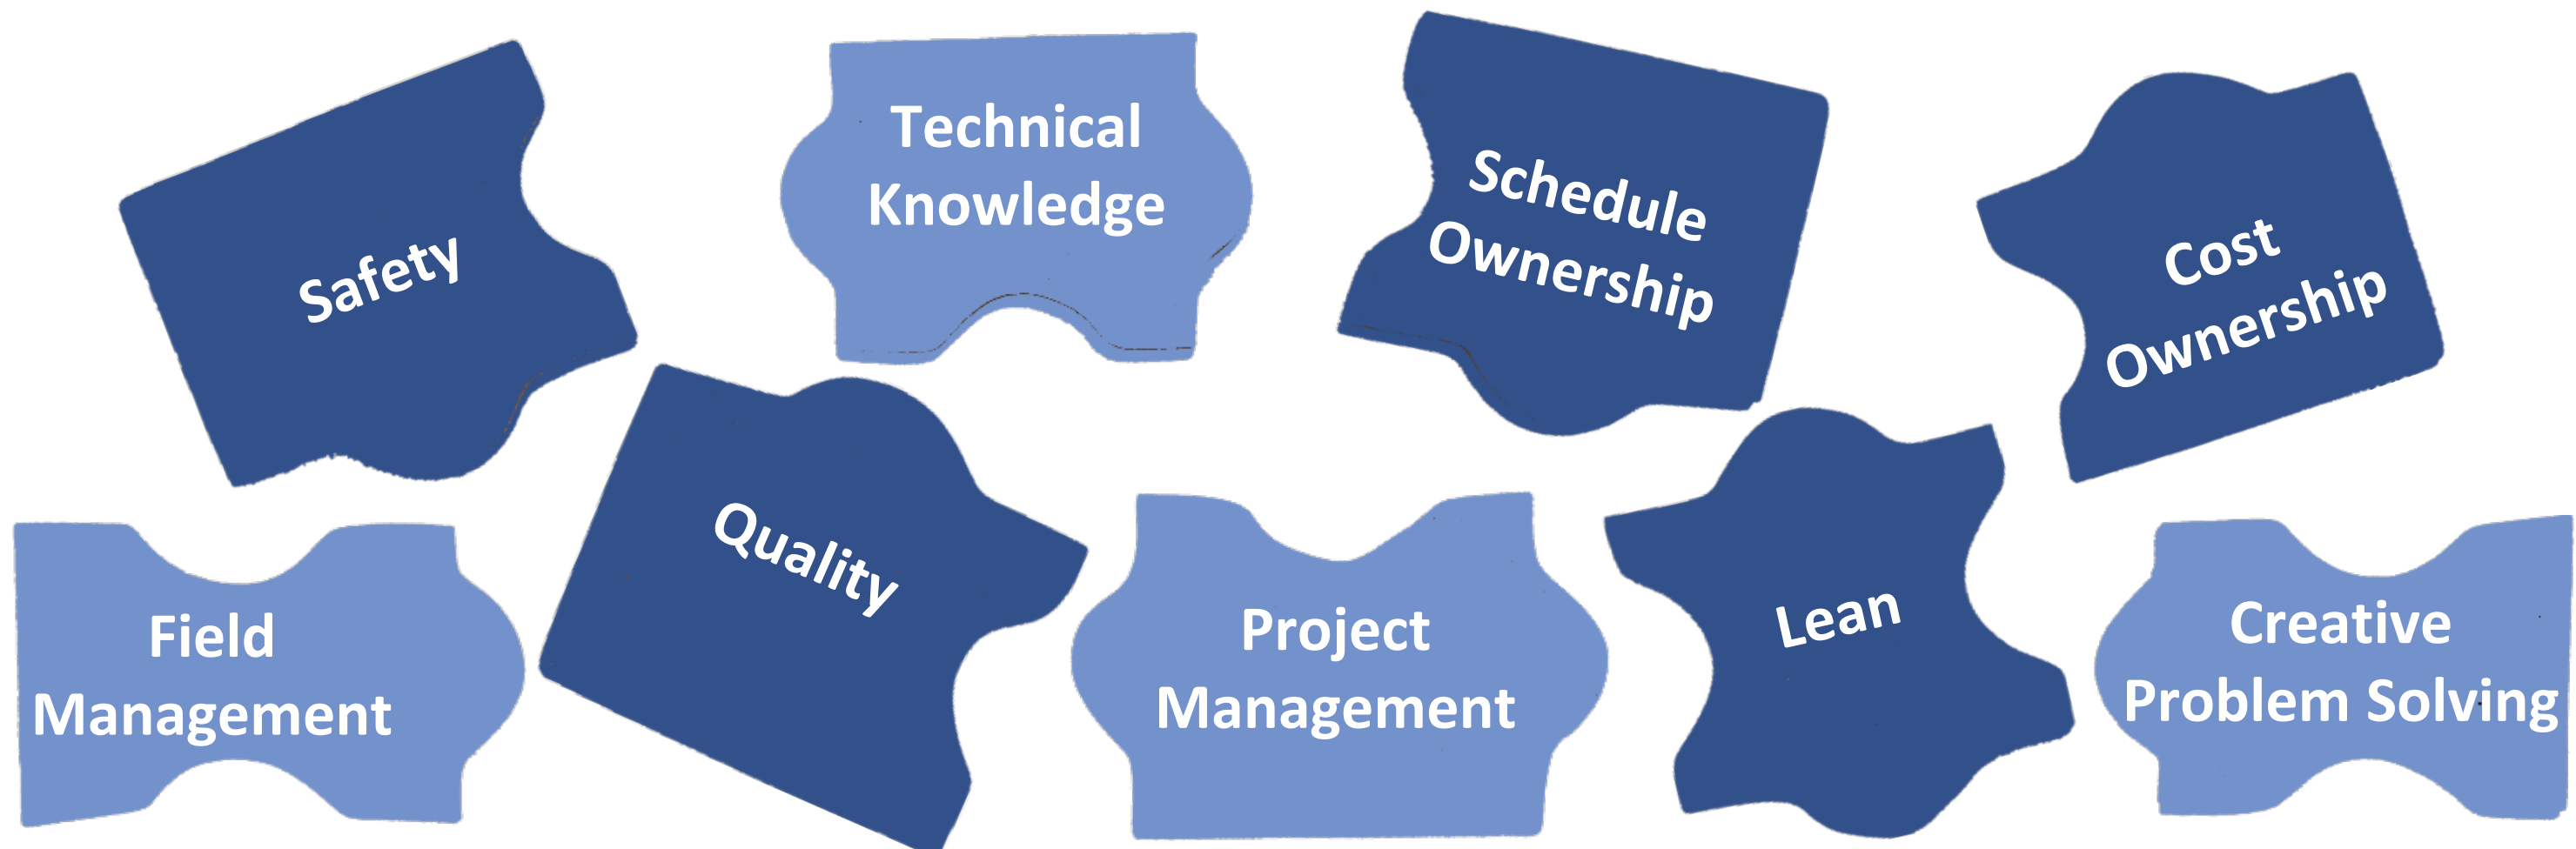 Safety
Technical
Knowledge
Schedule
Ownership
Cost
Ownership
Field
Management
Quality
Project
Management
Lean
Creative
Problem Solving